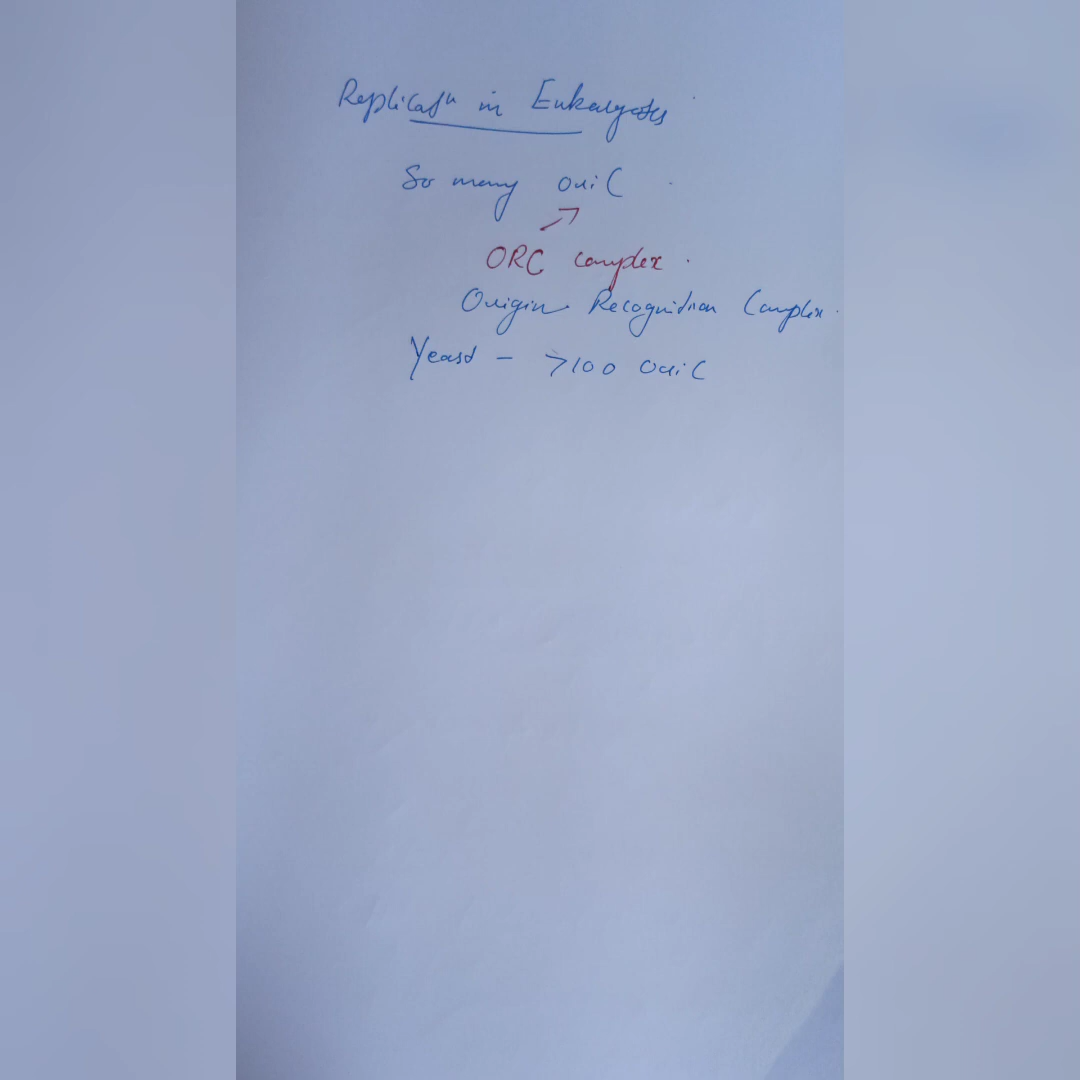 Replicatn in Eukaryotes
So many oriC
ORC complex.
Origin Recognition Complex.
Yeast - >100 oriC